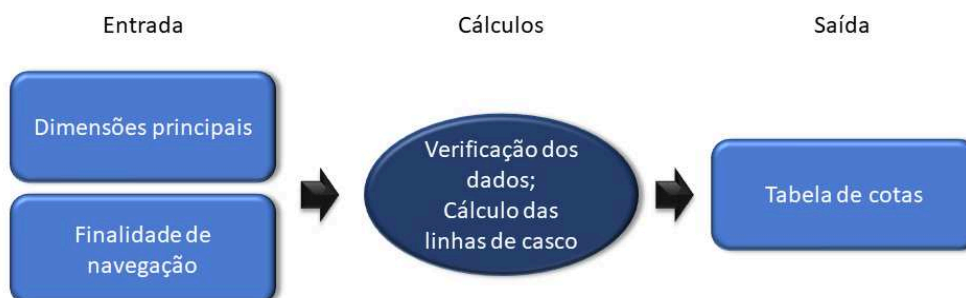 Entrada
Cálculos
Saída
Dimensões principais
Finalidade de
navegação
Verificação dos
dados;
Cálculo das
linhas de casco
Tabela de cotas